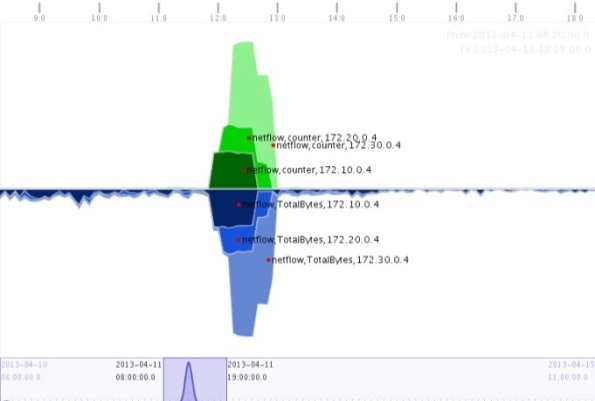 9:0 10:0 11:0 12:0 13:0 14:0 15:0 16:0 17:0 18:0
From:2013-04-11 08:20:00.0
To:2013-04-11 18:25:00.0
netflow,counter,172.20.0.4
netflow,counter,172.30.0.4
netflow,counter,172.10.0.4
netflow,TotalBytes,172.10.0.4
netflow,TotalBytes,172.20.0.4
netflow,TotalBytes,172.30.0.4
2013-04-10 2013-04-11 2013-04-11 2013-04-15
06:00:00.0 08:00:00.0 19:00:00.0 11:00:00.0